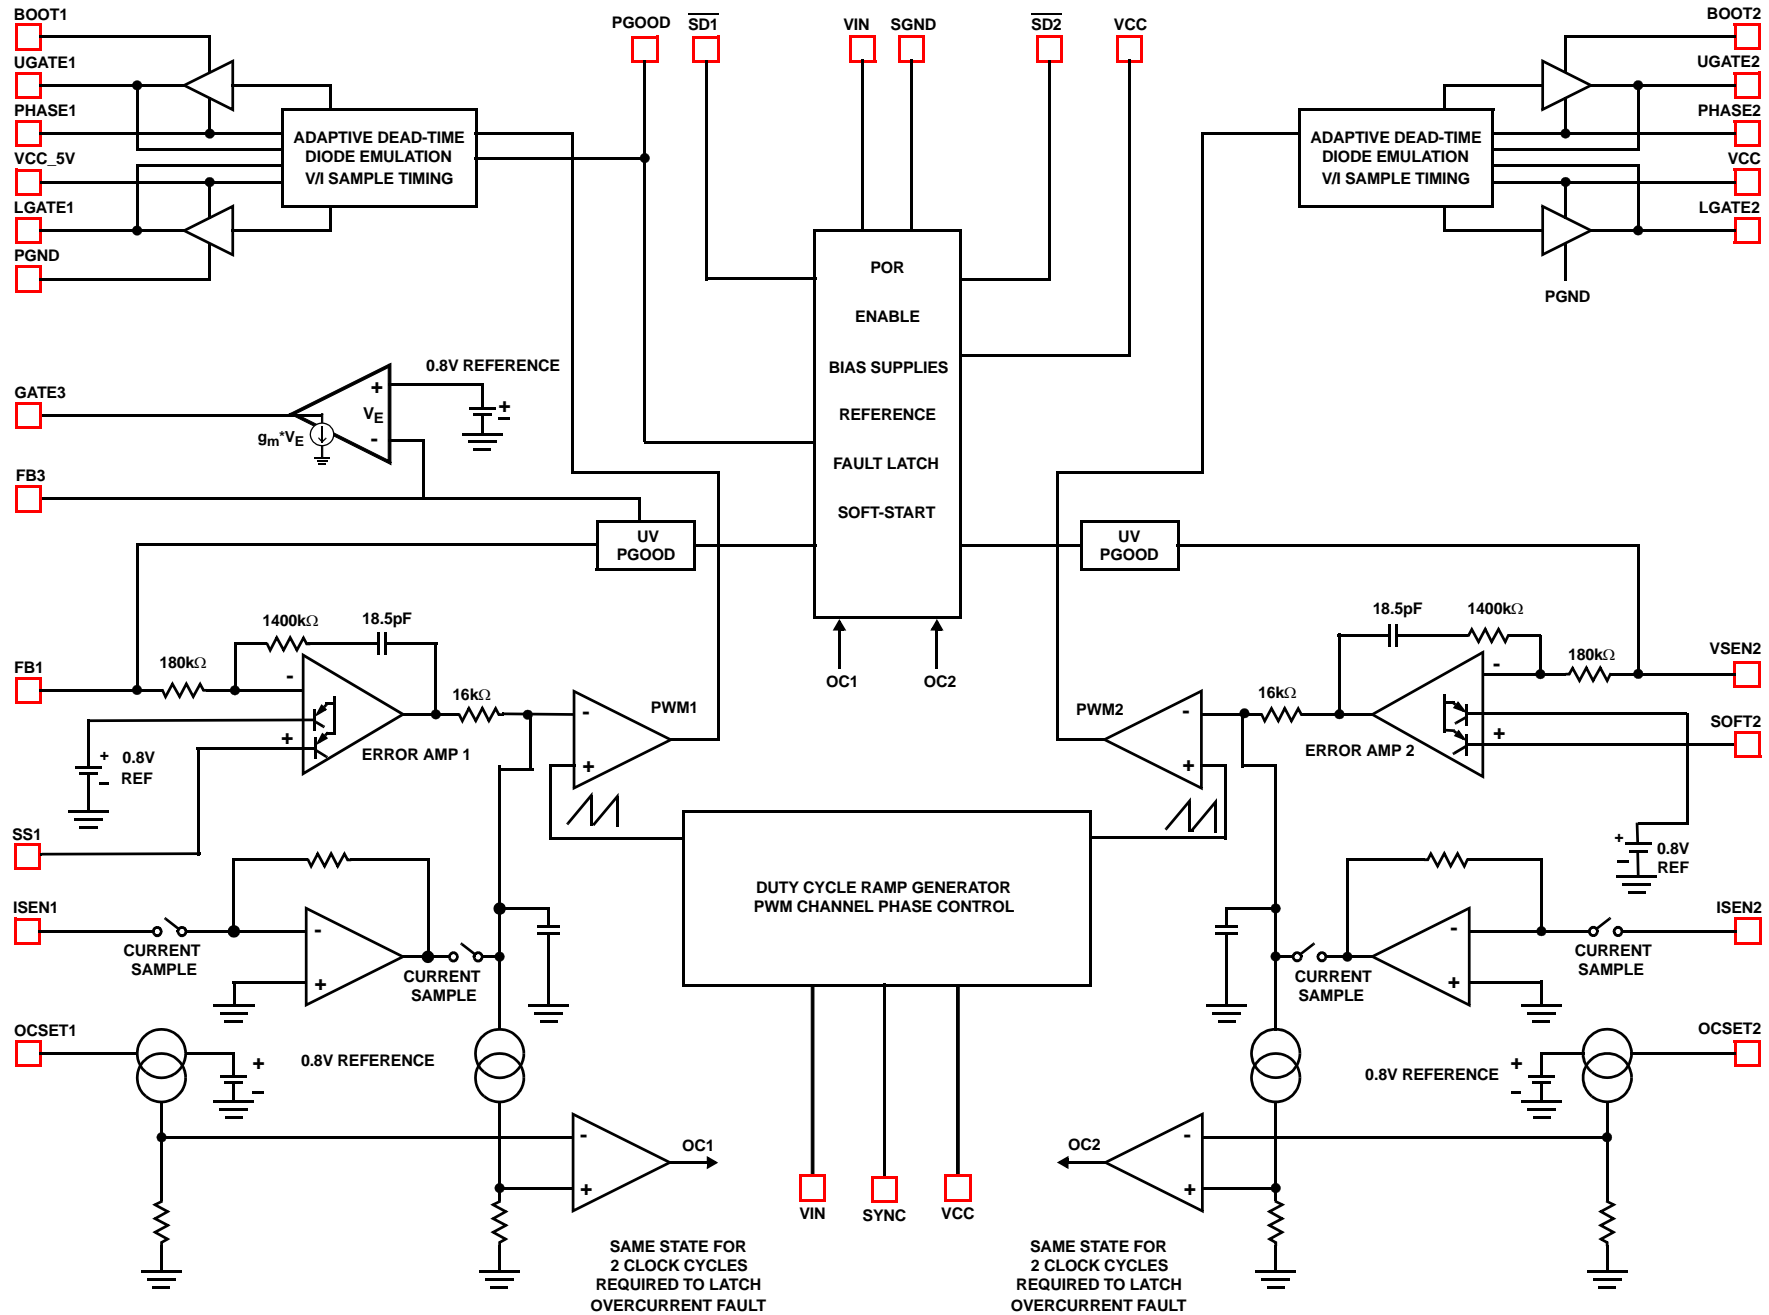 BOOT1
UGATE1
PHASE1
VCC_5V
LGATE1
PGND
ADAPTIVE DEAD-TIME
DIODE EMULATION
V/I SAMPLE TIMING
PGOOD
SD1
VIN
SGND
SD2
VCC
BOOT2
UGATE2
PHASE2
VCC
LGATE2
ADAPTIVE DEAD-TIME
DIODE EMULATION
V/I SAMPLE TIMING
PGND
POR
ENABLE
BIAS SUPPLIES
REFERENCE
FAULT LATCH
SOFT-START
OC1
OC2
GATE3
FB3
0.8V REFERENCE
+
VE
-
gm*VE
+
-
UV
PGOOD
UV
PGOOD
FB1
180kΩ
1400kΩ
18.5pF
-
+
ERROR AMP 1
+
-
0.8V
REF
16kΩ
-
+
PWM1
SS1
18.5pF
1400kΩ
180kΩ
VSEN2
SOFT2
-
+
ERROR AMP 2
16kΩ
PWM2
-
+
+
-
0.8V
REF
DUTY CYCLE RAMP GENERATOR
PWM CHANNEL PHASE CONTROL
VIN
SYNC
VCC
ISEN1
CURRENT
SAMPLE
-
+
CURRENT
SAMPLE
OCSET1
+
-
0.8V REFERENCE
-
+
OC1
SAME STATE FOR
2 CLOCK CYCLES
REQUIRED TO LATCH
OVERCURRENT FAULT
ISEN2
CURRENT
SAMPLE
-
+
CURRENT
SAMPLE
OCSET2
0.8V REFERENCE
+
-
-
+
OC2
SAME STATE FOR
2 CLOCK CYCLES
REQUIRED TO LATCH
OVERCURRENT FAULT